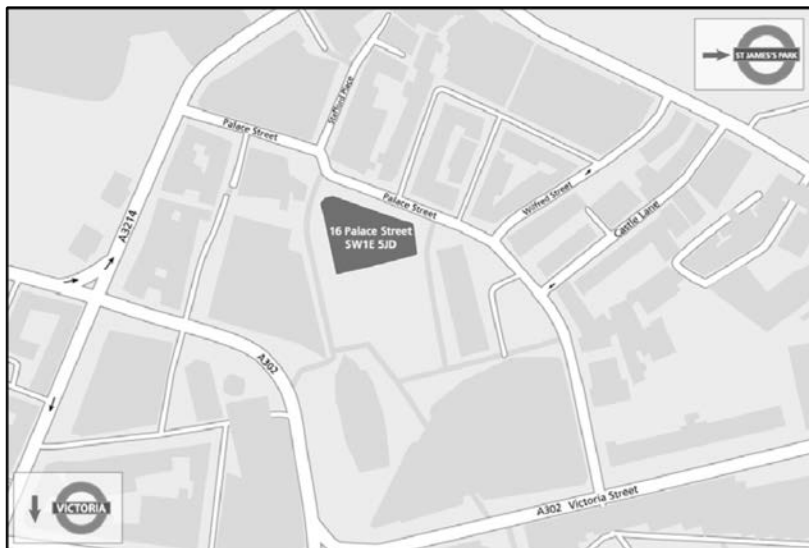 ST JAMES'S PARK
Stafford Place
Palace Street
Palace Street
Wilfred Street
Castle Lane
16 Palace Street
SW1E 5JD
A3214
A302
VICTORIA
A302 Victoria Street